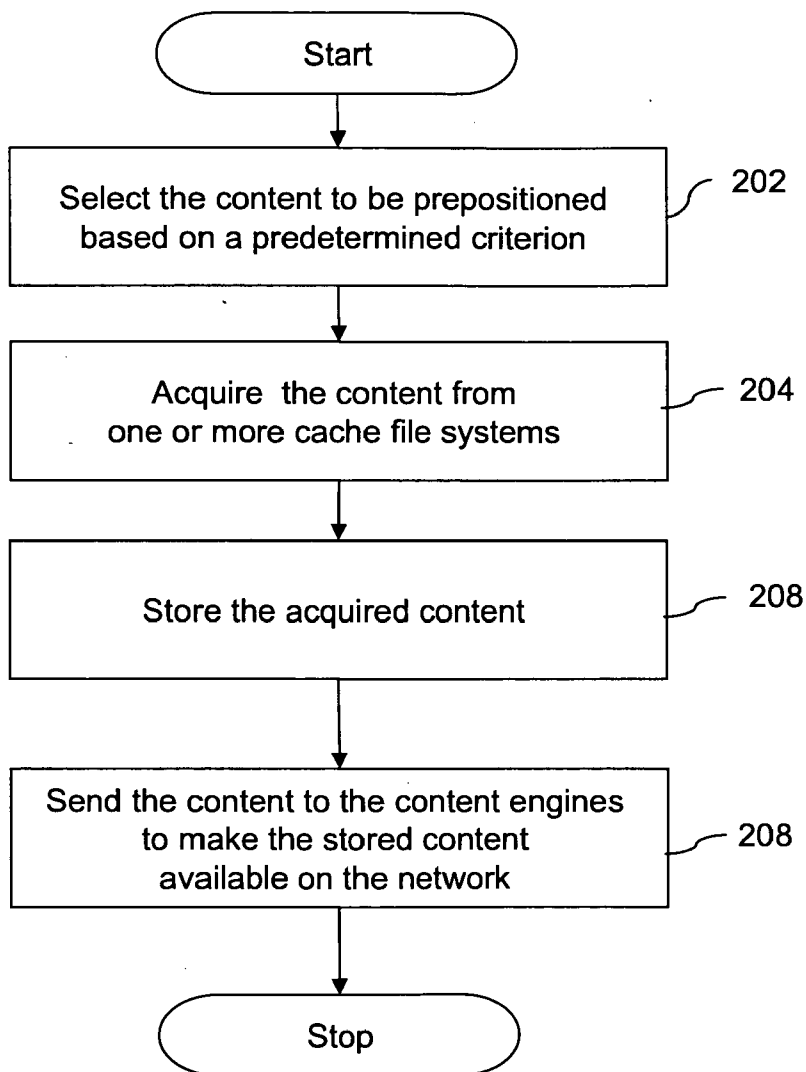 Start
Select the content to be prepositioned
based on a predetermined criterion
202
Acquire the content from
one or more cache file systems
204
Store the acquired content
208
Send the content to the content engines
to make the stored content
available on the network
208
Stop